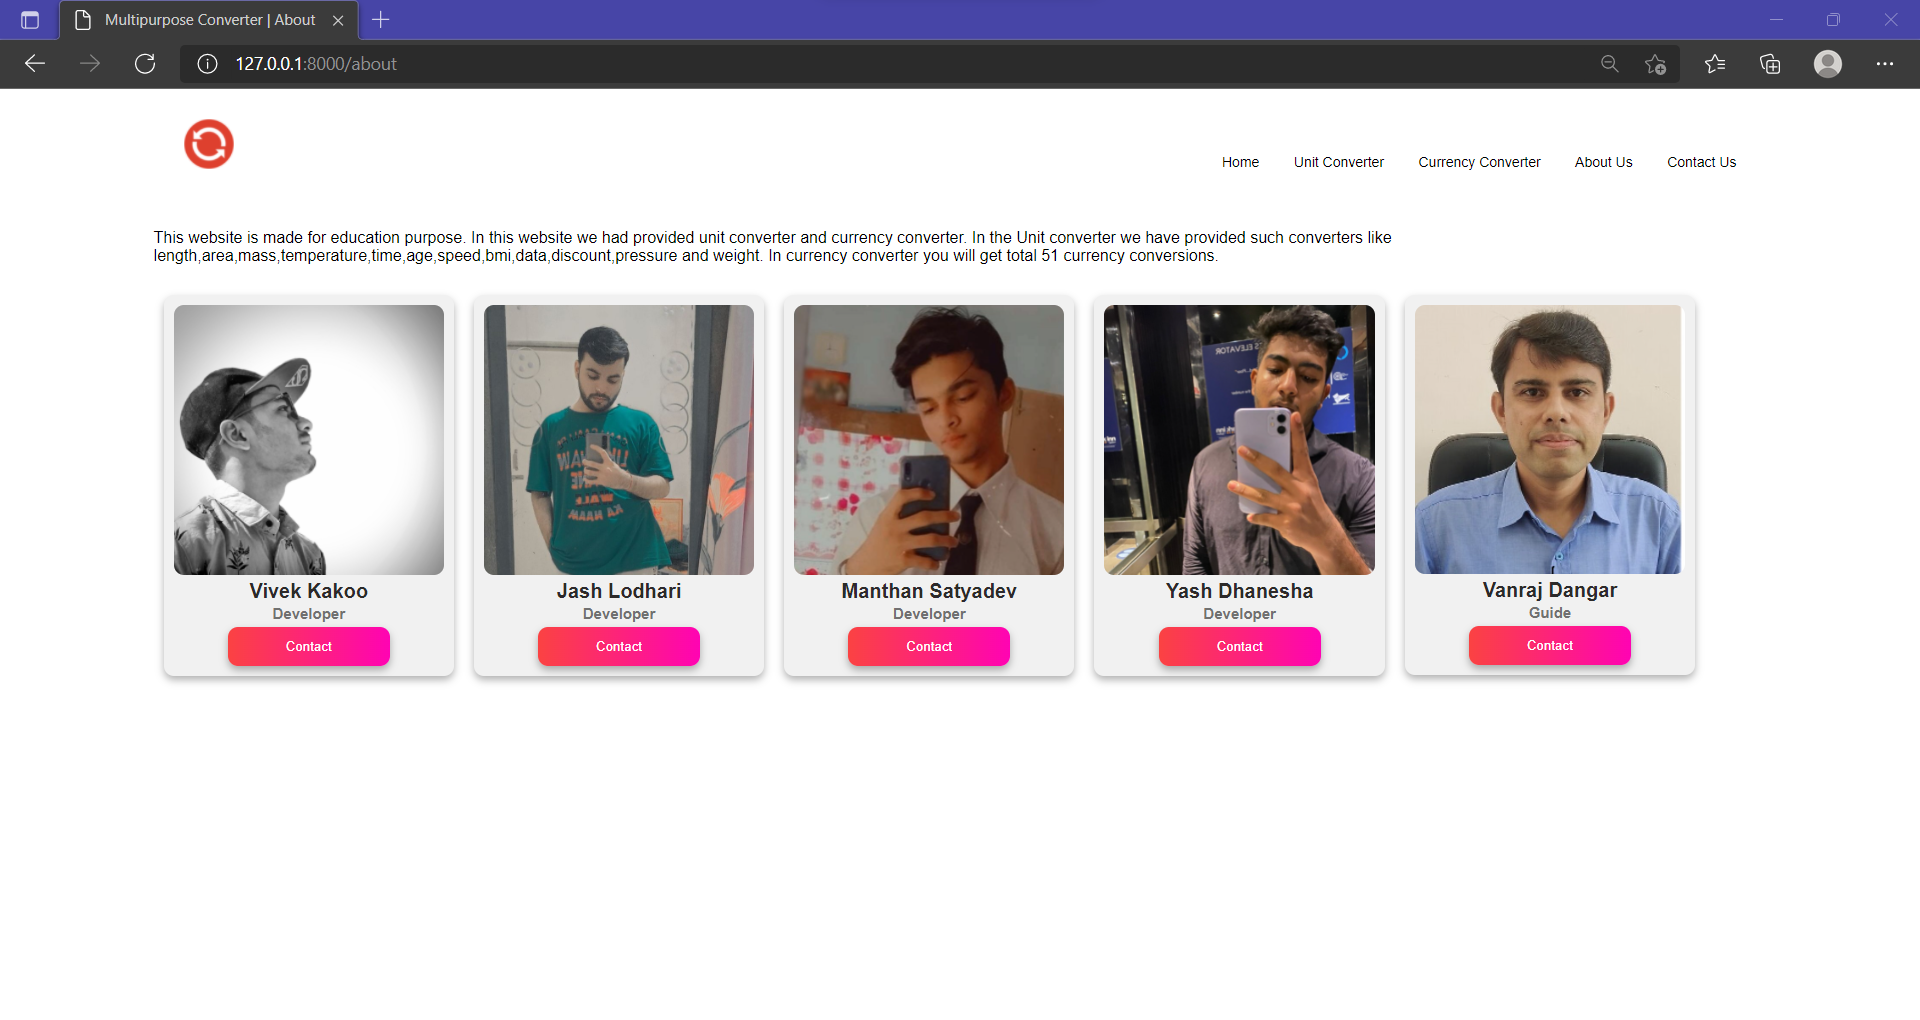 Multipurpose Converter | About
127.0.0.1:8000/about
Home Unit Converter Currency Converter About Us Contact Us
This website is made for education purpose. In this website we had provided unit converter and currency converter. In the Unit converter we have provided such converters like
length,area,mass,temperature,time,age,speed,bmi,data,discount,pressure and weight. In currency converter you will get total 51 currency conversions.
Vivek Kakoo
Developer
Contact
Jash Lodhari
Developer
Contact
Manthan Satyadev
Developer
Contact
Yash Dhanesha
Developer
Contact
Vanraj Dangar
Guide
Contact